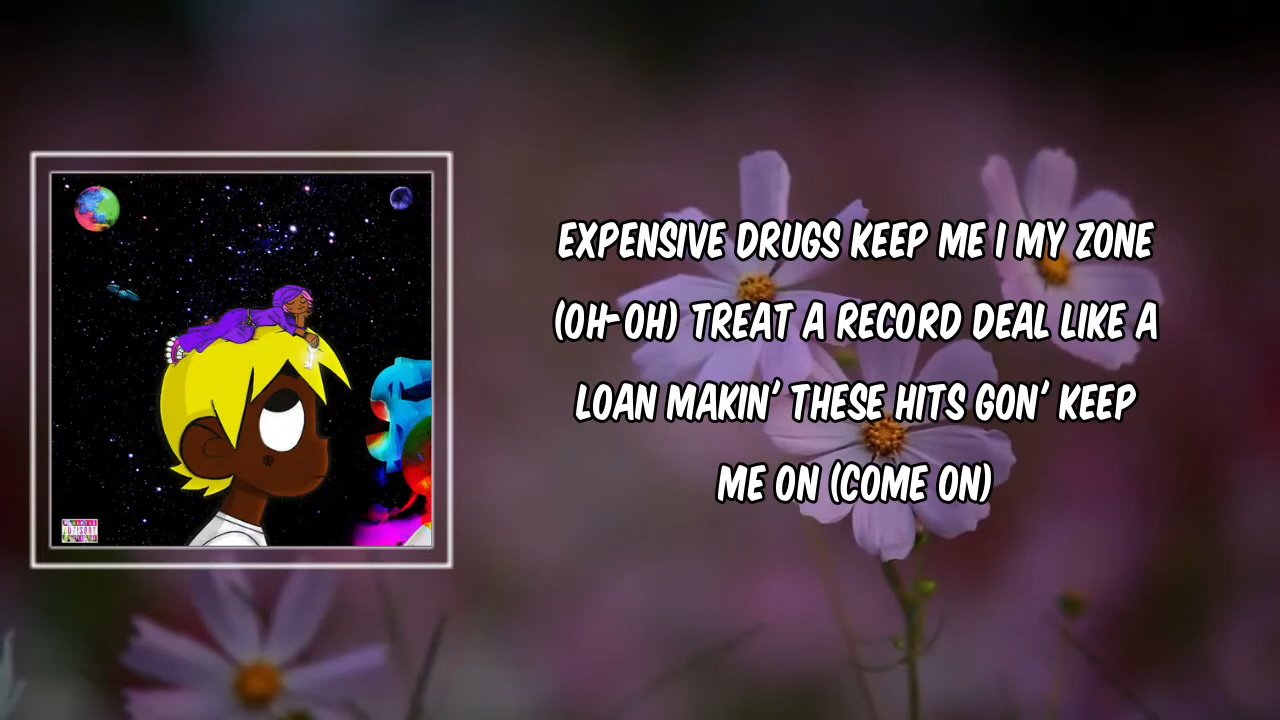 EXPENSIVE DRUGS KEEP ME I MY ZONE
(OH-OH) TREAT A RECORD DEAL LIKE A
LOAN MAKIN' THESE HITS GON' KEEP
ME ON (COME ON)